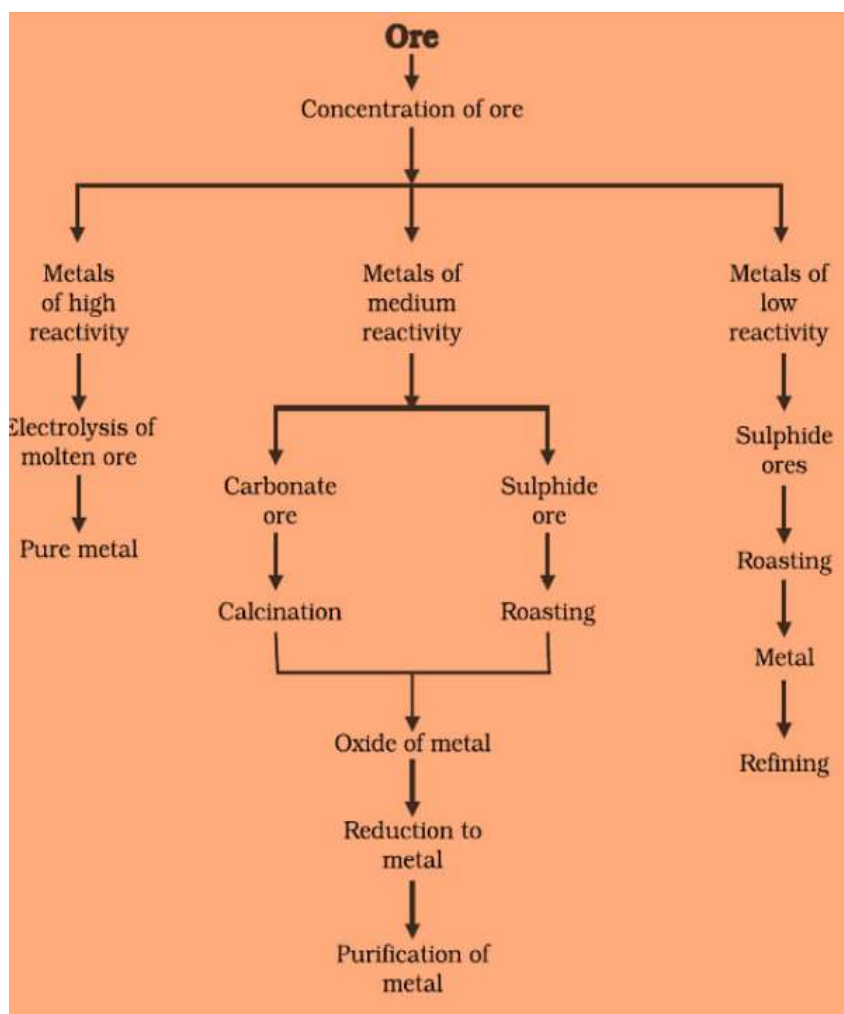 Ore
Concentration of ore
Metals
of high
reactivity
Electrolysis of
molten ore
Pure metal
Metals of
medium
reactivity
Carbonate
ore
Calcination
Sulphide
ore
Roasting
Oxide of metal
Reduction to
metal
Purification of
metal
Metals of
low
reactivity
Sulphide
ores
Roasting
Metal
Refining